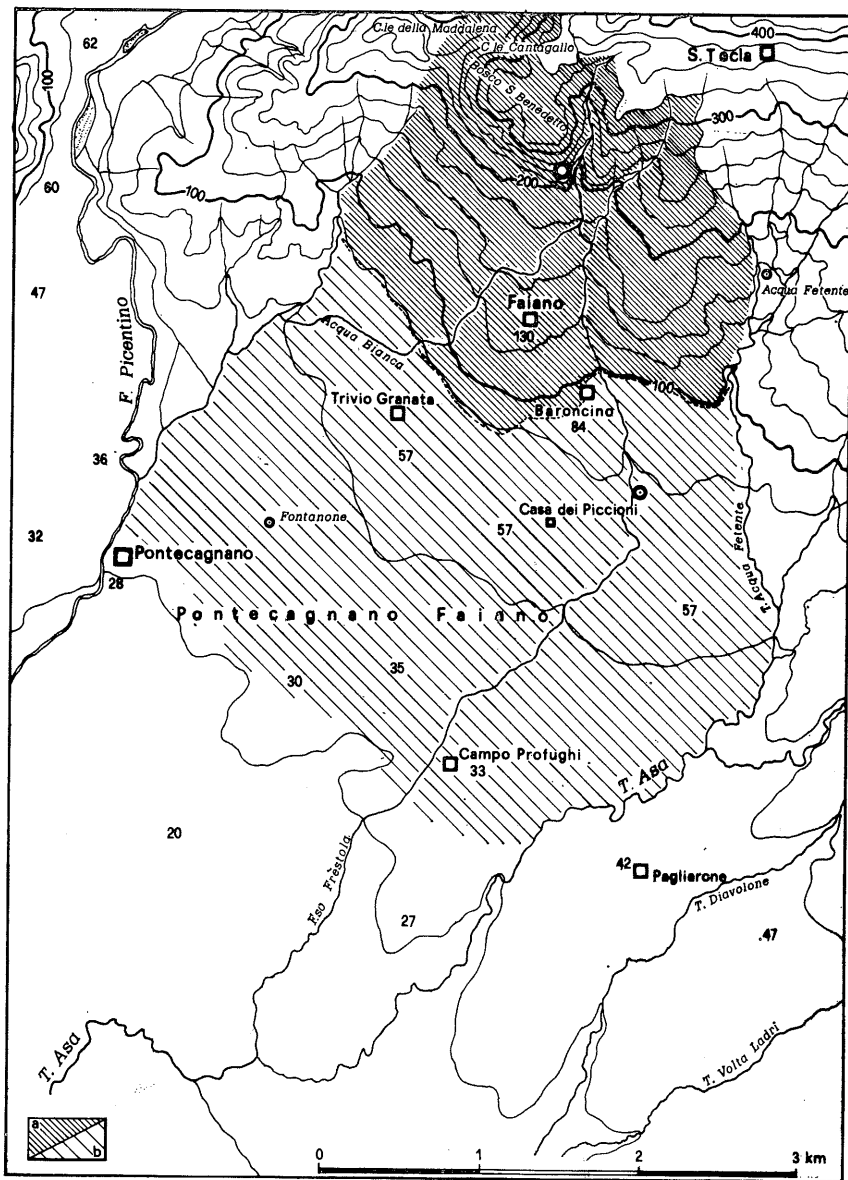 62
C.le della Maddalena
400
C.le Cantagallo
S. Tecla
100
Bosco S. Benedetto
300
60
100
200
47
Acqua Fetente
F. Picentino
Faiano
130
Acqua Bianca
100
Trivio Granata
Baroncino
84
57
36
Casa dei Piccioni
57
Fontanone
32
Pontecagnano
28
T. Acqua Fetente
Pontecagnano Faiano
57
35
30
Campo Profughi
33
T. Asa
20
42
Pagliarone
F.so Frestola
T. Diavolone
27
.47
T. Asa
T. Volta Ladri
a
b
0 1 2 3 km